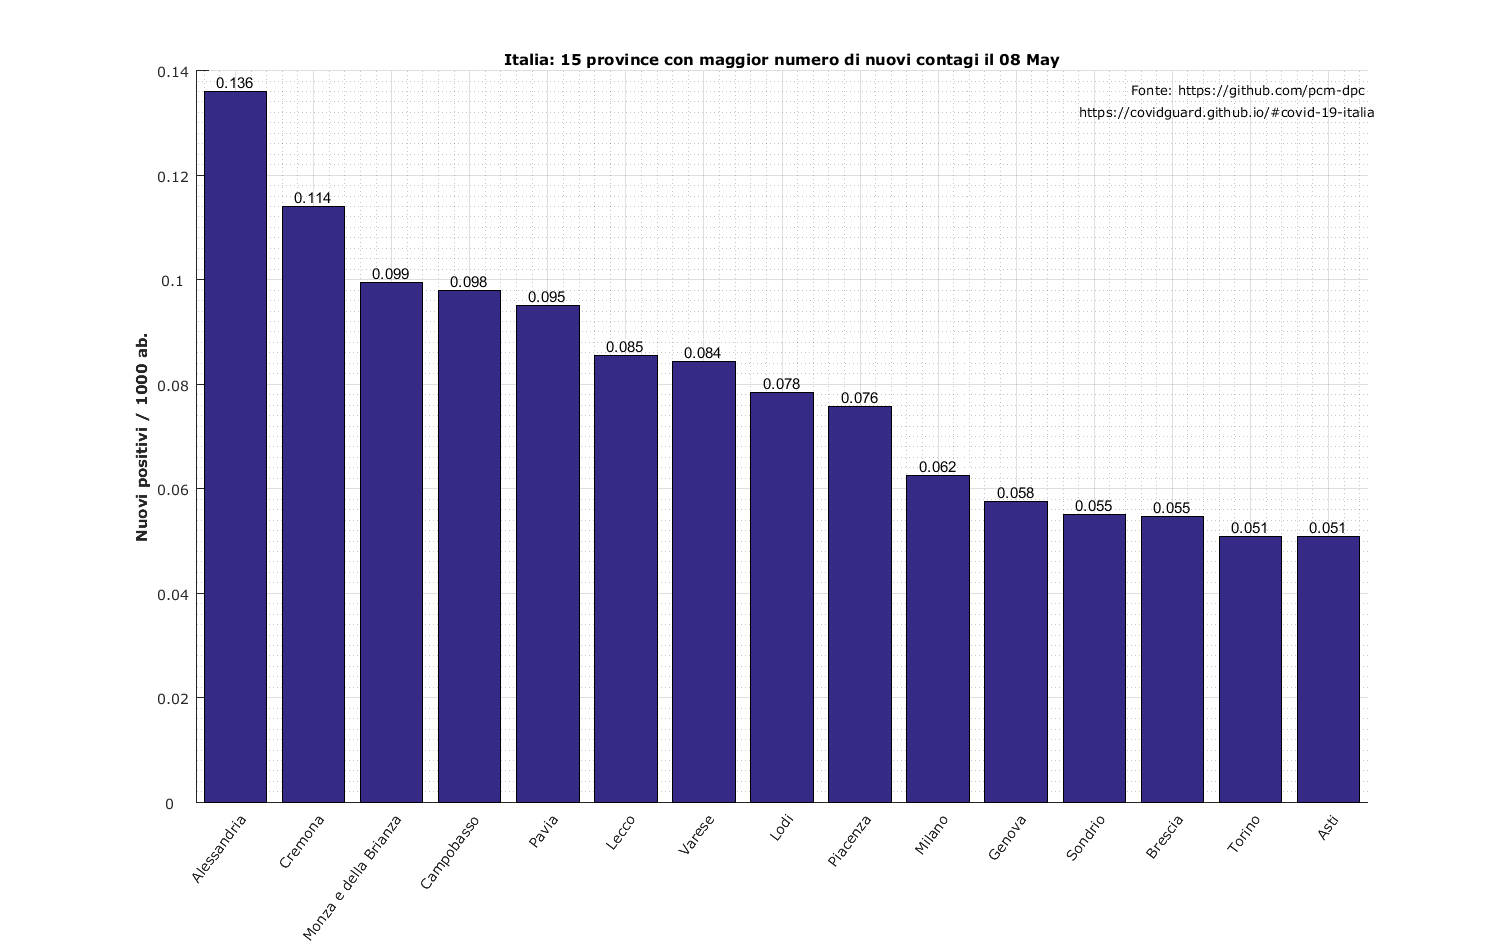 Italia: 15 province con maggior numero di nuovi contagi il 08 May
Fonte: https://github.com/pcm-dpc
https://covidguard.github.io/#covid-19-italia
Nuovi positivi / 1000 ab.
0.14
0.12
0.1
0.08
0.06
0.04
0.02
0
0.136
0.114
0.099
0.098
0.095
0.085
0.084
0.078
0.076
0.062
0.058
0.055
0.055
0.051
0.051
Alessandria
Cremona
Monza e della Brianza
Campobasso
Pavia
Lecco
Varese
Lodi
Piacenza
Milano
Genova
Sondrio
Brescia
Torino
Asti